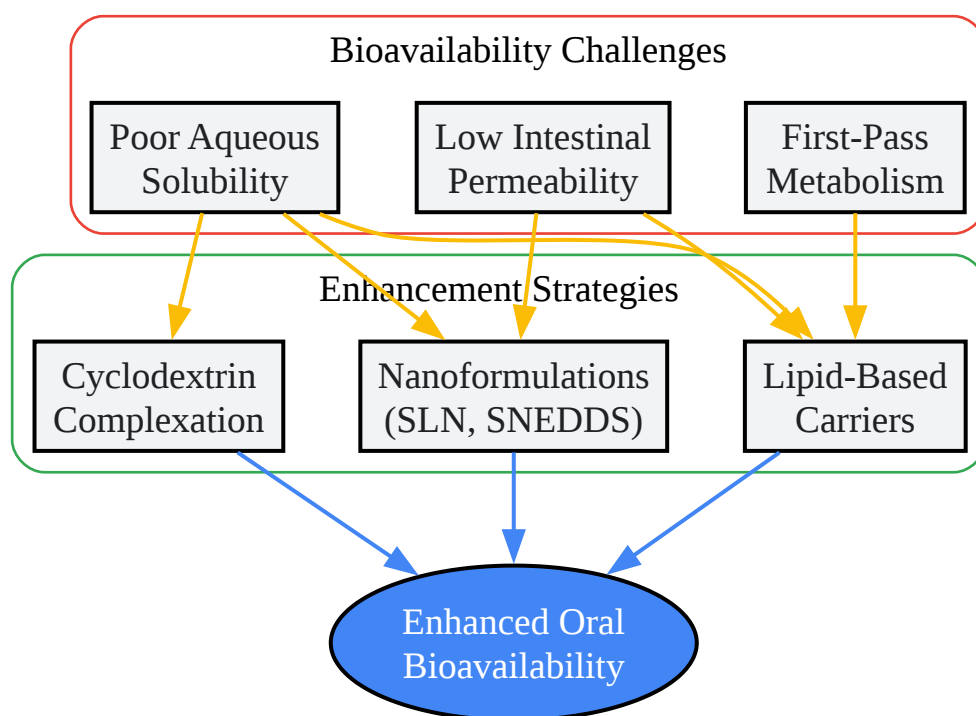 Bioavailability Challenges
Poor Aqueous
Solubility
Low Intestinal
Permeability
First-Pass
Metabolism
Enhancement Strategies
Cyclodextrin
Complexation
Nanoformulations
(SLN, SNEDDS)
Lipid-Based
Carriers
Enhanced Oral
Bioavailability